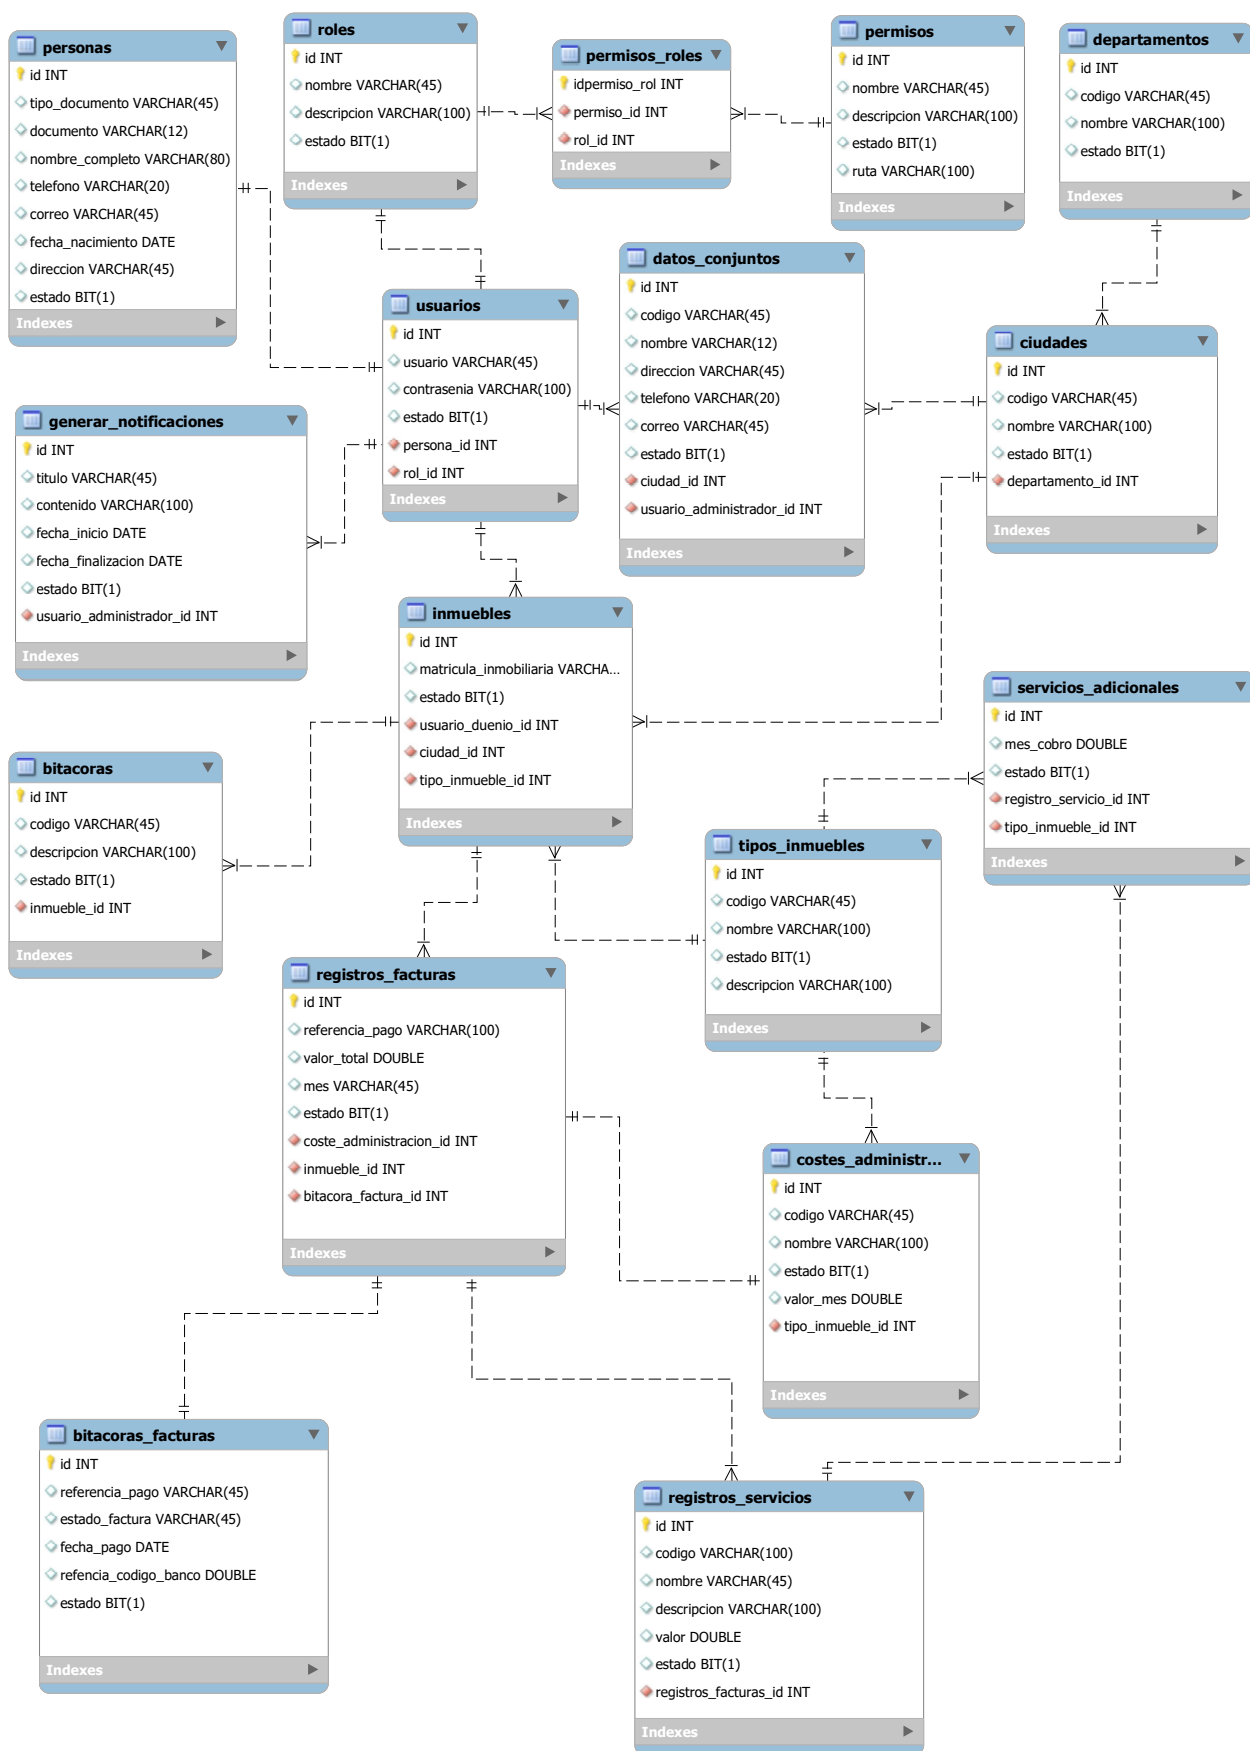 personas
id INT
tipo_documento VARCHAR(45)
documento VARCHAR(12)
nombre_completo VARCHAR(80)
telefono VARCHAR(20)
correo VARCHAR(45)
fecha_nacimiento DATE
direccion VARCHAR(45)
estado BIT(1)
Indexes
roles
id INT
nombre VARCHAR(45)
descripcion VARCHAR(100)
estado BIT(1)
Indexes
permisos_roles
idpermiso_rol INT
permiso_id INT
rol_id INT
Indexes
permisos
id INT
nombre VARCHAR(45)
descripcion VARCHAR(100)
estado BIT(1)
ruta VARCHAR(100)
Indexes
departamentos
id INT
codigo VARCHAR(45)
nombre VARCHAR(100)
estado BIT(1)
Indexes
usuarios
id INT
usuario VARCHAR(45)
contrasenia VARCHAR(100)
estado BIT(1)
persona_id INT
rol_id INT
Indexes
datos_conjuntos
id INT
codigo VARCHAR(45)
nombre VARCHAR(12)
direccion VARCHAR(45)
telefono VARCHAR(20)
correo VARCHAR(45)
estado BIT(1)
ciudad_id INT
usuario_administrador_id INT
Indexes
ciudades
id INT
codigo VARCHAR(45)
nombre VARCHAR(100)
estado BIT(1)
departamento_id INT
Indexes
generar_notificaciones
id INT
titulo VARCHAR(45)
contenido VARCHAR(100)
fecha_inicio DATE
fecha_finalizacion DATE
estado BIT(1)
usuario_administrador_id INT
Indexes
inmuebles
id INT
matricula_inmobiliaria VARCHA...
estado BIT(1)
usuario_duenio_id INT
ciudad_id INT
tipo_inmueble_id INT
Indexes
servicios_adicionales
id INT
mes_cobro DOUBLE
estado BIT(1)
registro_servicio_id INT
tipo_inmueble_id INT
Indexes
bitacoras
id INT
codigo VARCHAR(45)
descripcion VARCHAR(100)
estado BIT(1)
inmueble_id INT
Indexes
tipos_inmuebles
id INT
codigo VARCHAR(45)
nombre VARCHAR(100)
estado BIT(1)
descripcion VARCHAR(100)
Indexes
registros_facturas
id INT
referencia_pago VARCHAR(100)
valor_total DOUBLE
mes VARCHAR(45)
estado BIT(1)
coste_administracion_id INT
inmueble_id INT
bitacora_factura_id INT
Indexes
costes_administr...
id INT
codigo VARCHAR(45)
nombre VARCHAR(100)
estado BIT(1)
valor_mes DOUBLE
tipo_inmueble_id INT
Indexes
bitacoras_facturas
id INT
referencia_pago VARCHAR(45)
estado_factura VARCHAR(45)
fecha_pago DATE
refencia_codigo_banco DOUBLE
estado BIT(1)
Indexes
registros_servicios
id INT
codigo VARCHAR(100)
nombre VARCHAR(45)
descripcion VARCHAR(100)
valor DOUBLE
estado BIT(1)
registros_facturas_id INT
Indexes